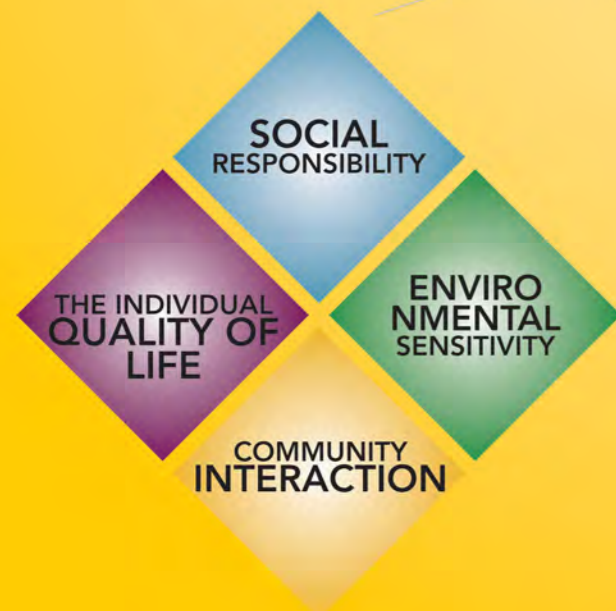 SOCIAL
RESPONSIBILITY
THE INDIVIDUAL
QUALITY OF
LIFE
ENVIRO
NMENTAL
SENSITIVITY
COMMUNITY
INTERACTION